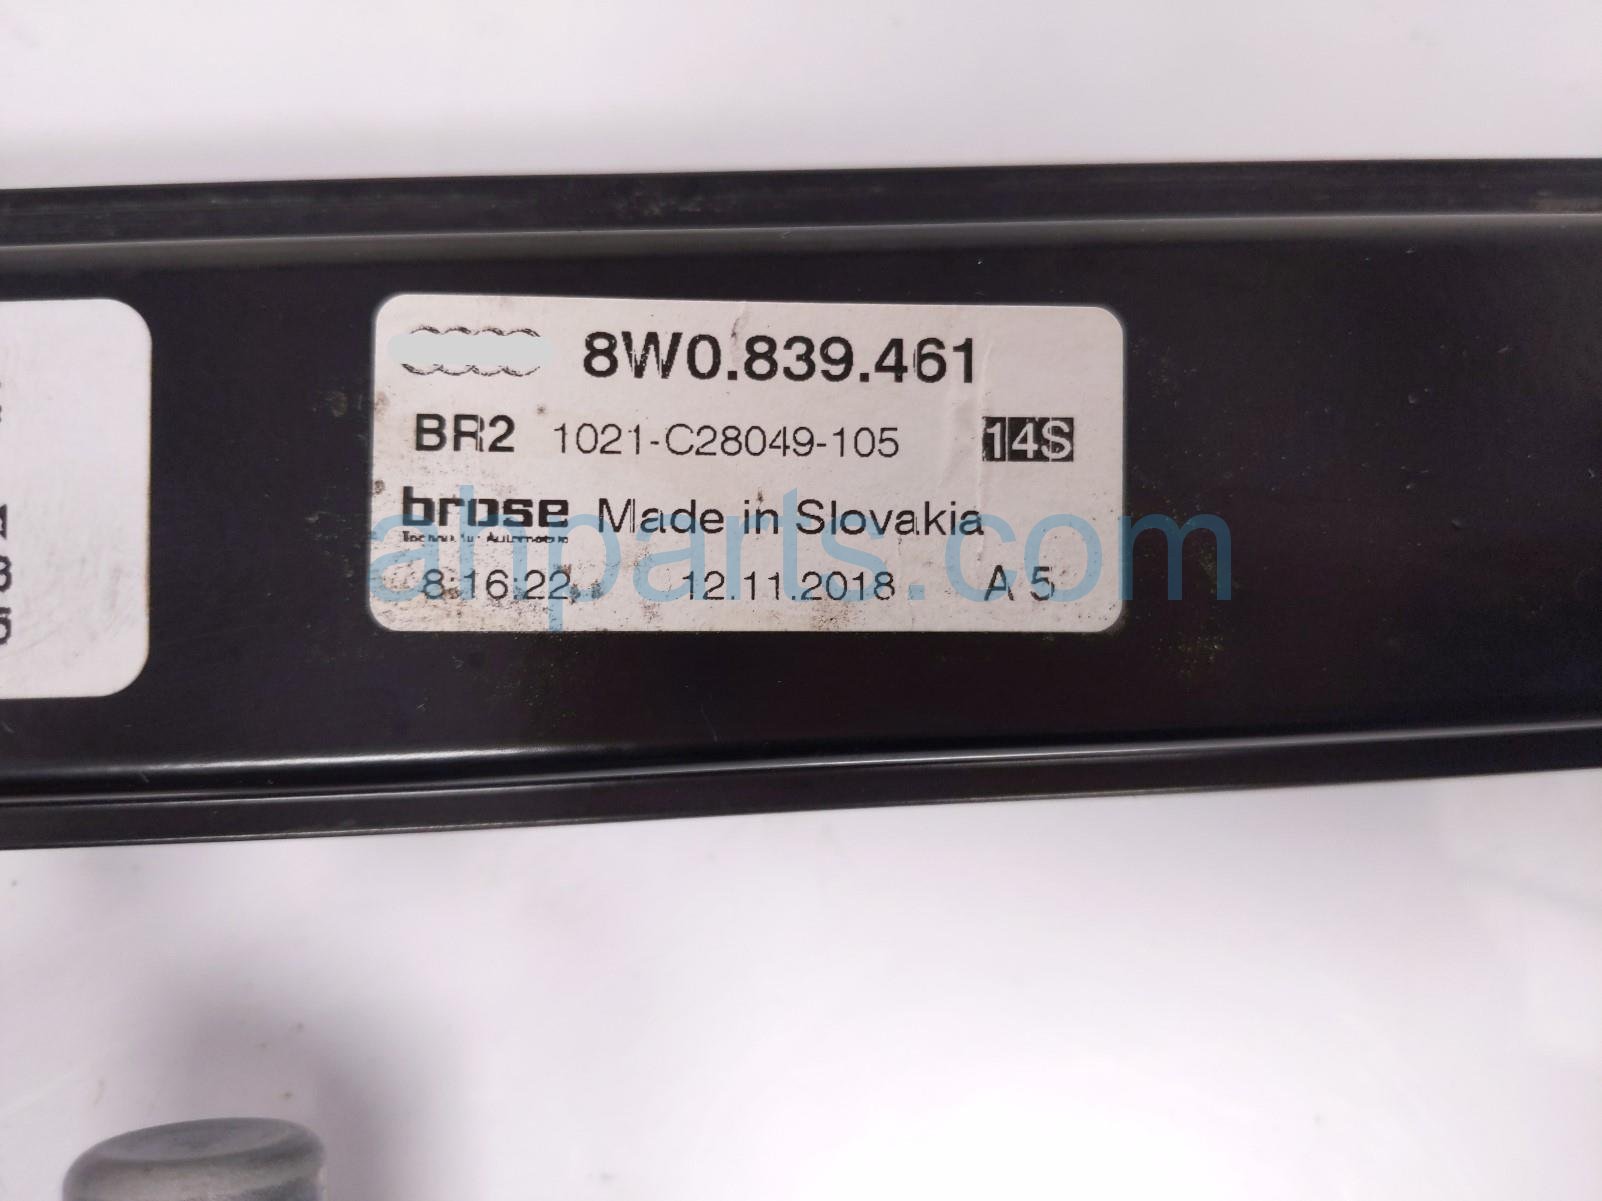 8W0.839.461
BR2 1021-C28049-105 14S
brose Made in Slovakia
8:16:22 12.11.2018 A 5
ahparts.com